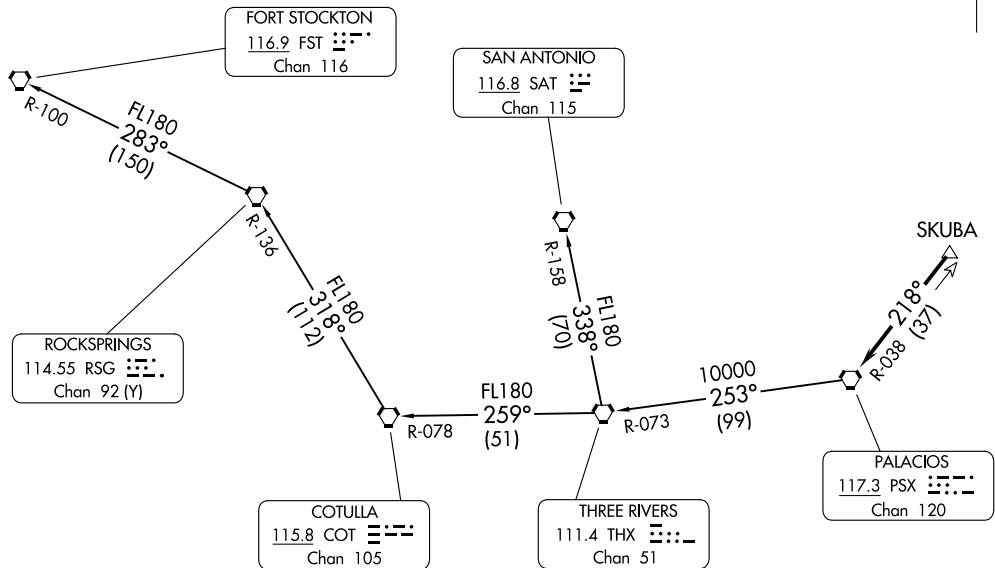 FORT STOCKTON
116.9 FST
Chan 116
SAN ANTONIO
116.8 SAT
Chan 115
R-100
FL180
283°
(150)
R-136
R-158
SKUBA
FL180
318°
(112)
FL180
338°
(70)
218°
(37)
R-038
ROCKSPRINGS
114.55 RSG
Chan 92 (Y)
10000
253°
(99)
FL180
259°
(51)
R-078
R-073
PALACIOS
117.3 PSX
Chan 120
COTULLA
115.8 COT
Chan 105
THREE RIVERS
111.4 THX
Chan 51